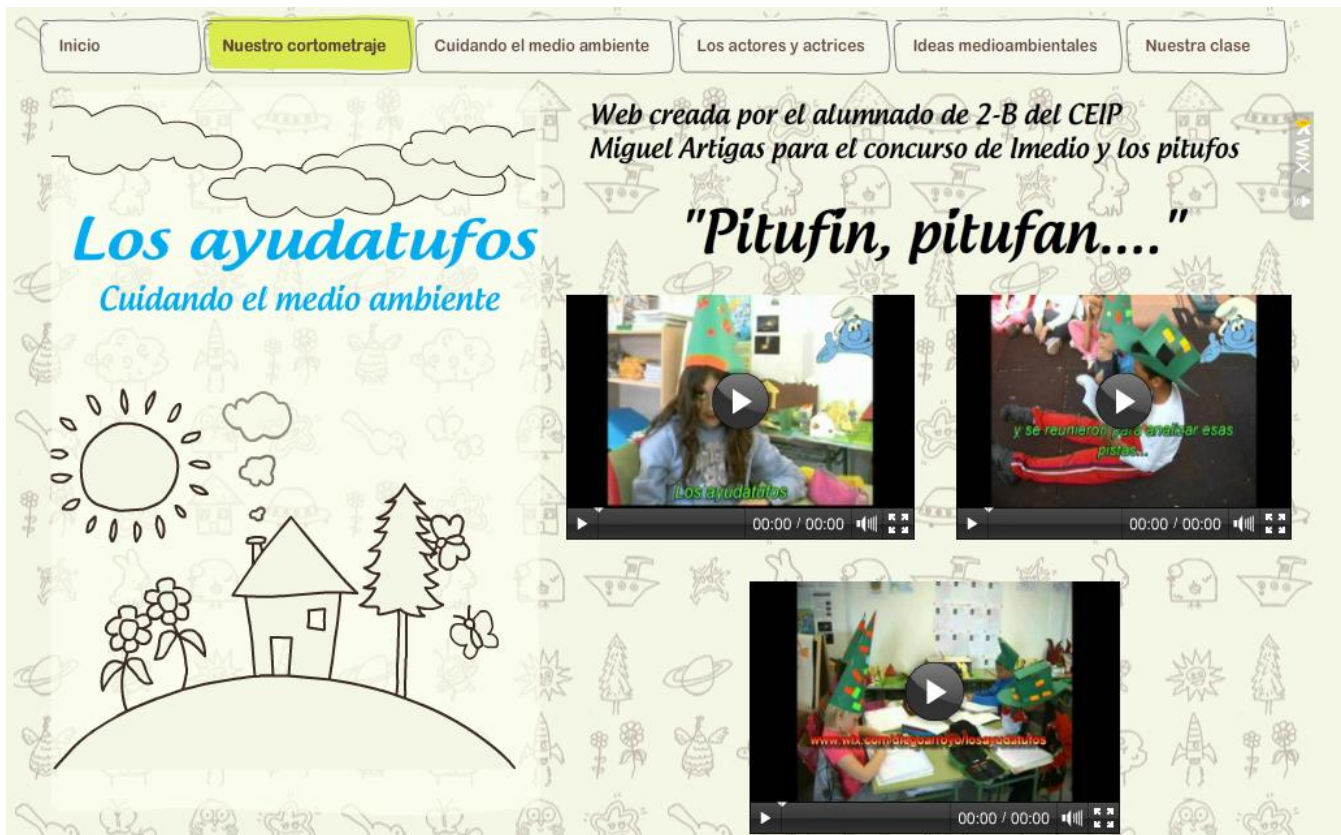 Inicio
Nuestro cortometraje
Cuidando el medio ambiente
Los actores y actrices
Ideas medioambientales
Nuestra clase
Web creada por el alumnado de 2-B del CEIP
Miguel Artigas para el concurso de Imedio y los pitufos
WIX
Los ayudatufos
Cuidando el medio ambiente
"Pitufin, pitufan...."
Los ayudatufos
00:00 / 00:00
y se reunieron para analizar esas
pistas...
00:00 / 00:00
www.wix.com/diegoarroyo/losayudatufos
00:00 / 00:00